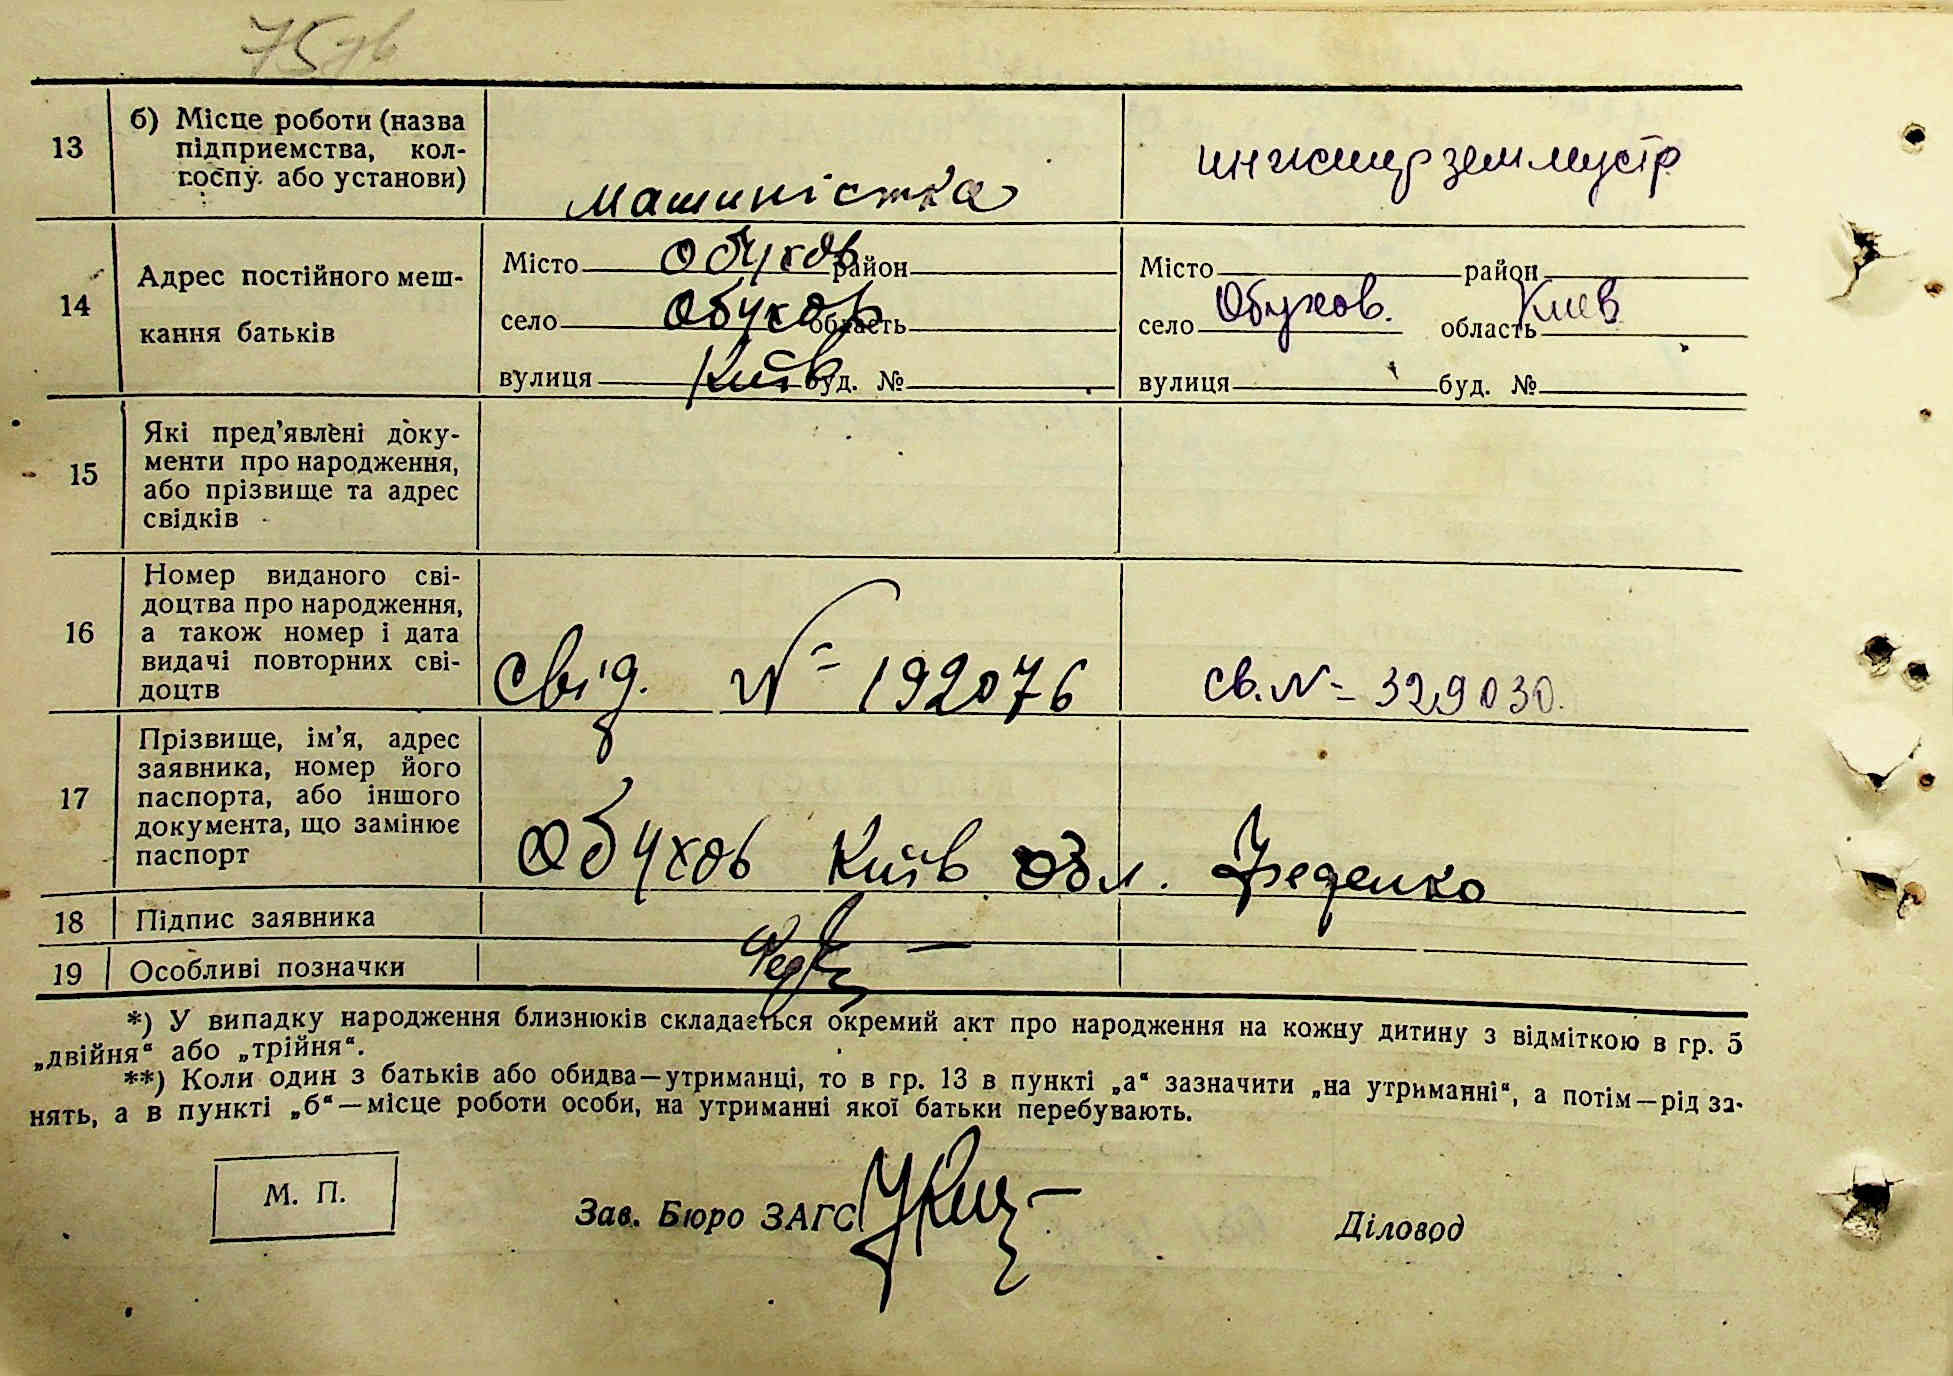 75 зв
13 б) Місце роботи (назва
підприємства, кол-
госпу або установи)
машинистка
инженер землеустр
14 Адрес постійного меш-
кання батьків
Місто Обухов район
село Обухов область
вулиця Київ буд. №
Місто район
село Обухов. область Киев
вулиця буд. №
15 Які пред'явлені доку-
менти про народження,
або прізвище та адрес
свідків
16 Номер виданого сві-
доцтва про народження,
а також номер і дата
видачі повторних сві-
доцтв
Свід. № 192076
св. № 329030.
17 Прізвище, ім'я, адрес
заявника, номер його
паспорта, або іншого
документа, що замінює
паспорт
Обухов Київ обл. Феденко
18 Підпис заявника
19 Особливі позначки
*) У випадку народження близнюків складається окремий акт про народження на кожну дитину з відміткою в гр. 5
„двійня“ або „трійня“.
**) Коли один з батьків або обидва—утриманці, то в гр. 13 в пункті „а“ зазначити „на утриманні“, а потім—рід за-
нять, а в пункті „б“—місце роботи особи, на утриманні якої батьки перебувають.
М. П.
Зав. Бюро ЗАГС
Діловод